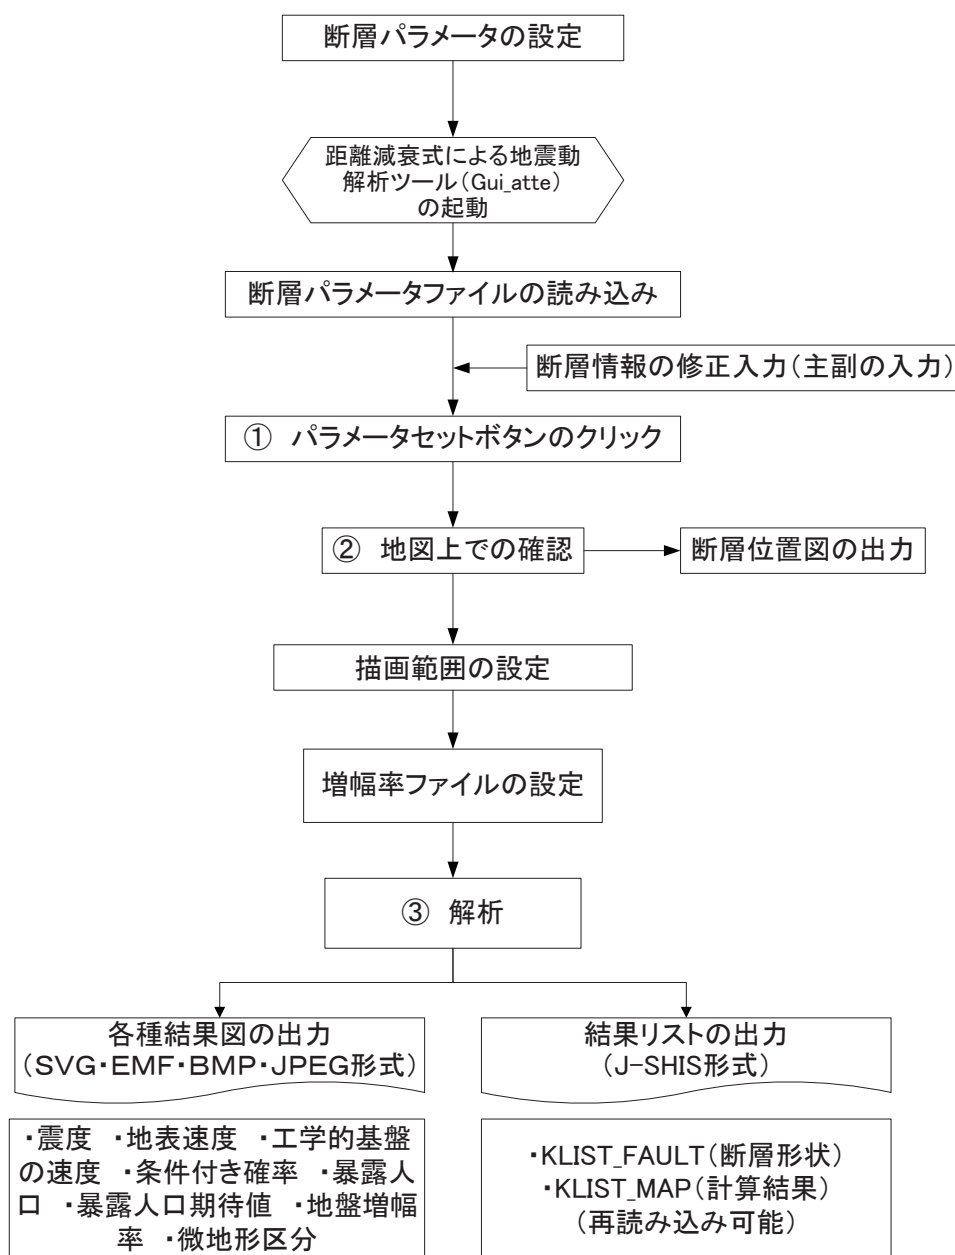 断層パラメータの設定
距離減衰式による地震動
解析ツール（Gui_atte）
の起動
断層パラメータファイルの読み込み
断層情報の修正入力（主副の入力）
① パラメータセットボタンのクリック
② 地図上での確認
断層位置図の出力
描画範囲の設定
増幅率ファイルの設定
③ 解析
各種結果図の出力
（ＳＶＧ・ＥＭＦ・ＢＭＰ・ＪＰＥＧ形式）
結果リストの出力
（J-SHIS形式）
・震度 ・地表速度 ・工学的基盤
の速度 ・条件付き確率 ・暴露人
口 ・暴露人口期待値 ・地盤増幅
率 ・微地形区分
・KLIST_FAULT（断層形状）
・KLIST_MAP（計算結果）
（再読み込み可能）